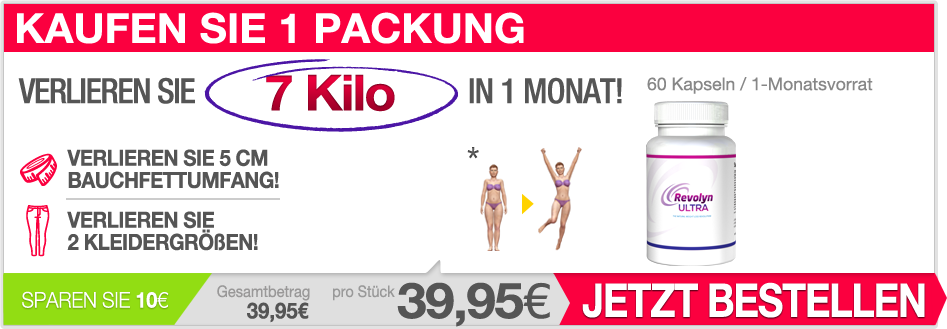 KAUFEN SIE 1 PACKUNG
VERLIEREN SIE 7 Kilo IN 1 MONAT!
60 Kapseln / 1-Monatsvorrat
VERLIEREN SIE 5 CM
BAUCHFETTUMFANG!
*
VERLIEREN SIE
2 KLEIDERGRÖßEN!
Revolyn
ULTRA
SPAREN SIE 10€
Gesamtbetrag
39,95€
pro Stück 39,95€
JETZT BESTELLEN